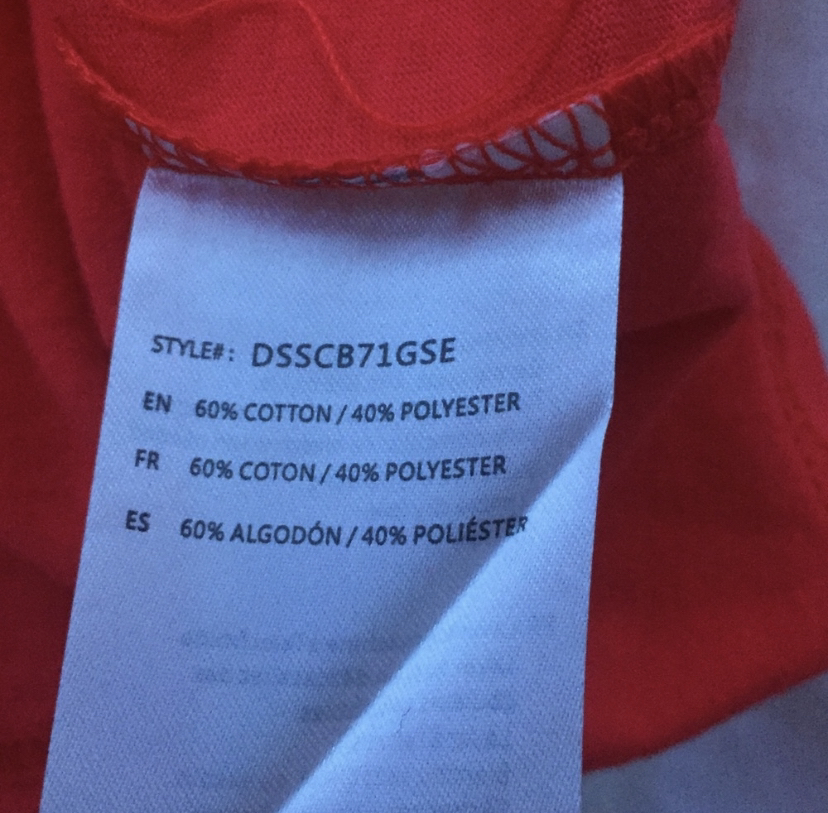 STYLE#: DSSCB71GSE
EN 60% COTTON / 40% POLYESTER
FR 60% COTON / 40% POLYESTER
ES 60% ALGODÓN / 40% POLIÉSTER